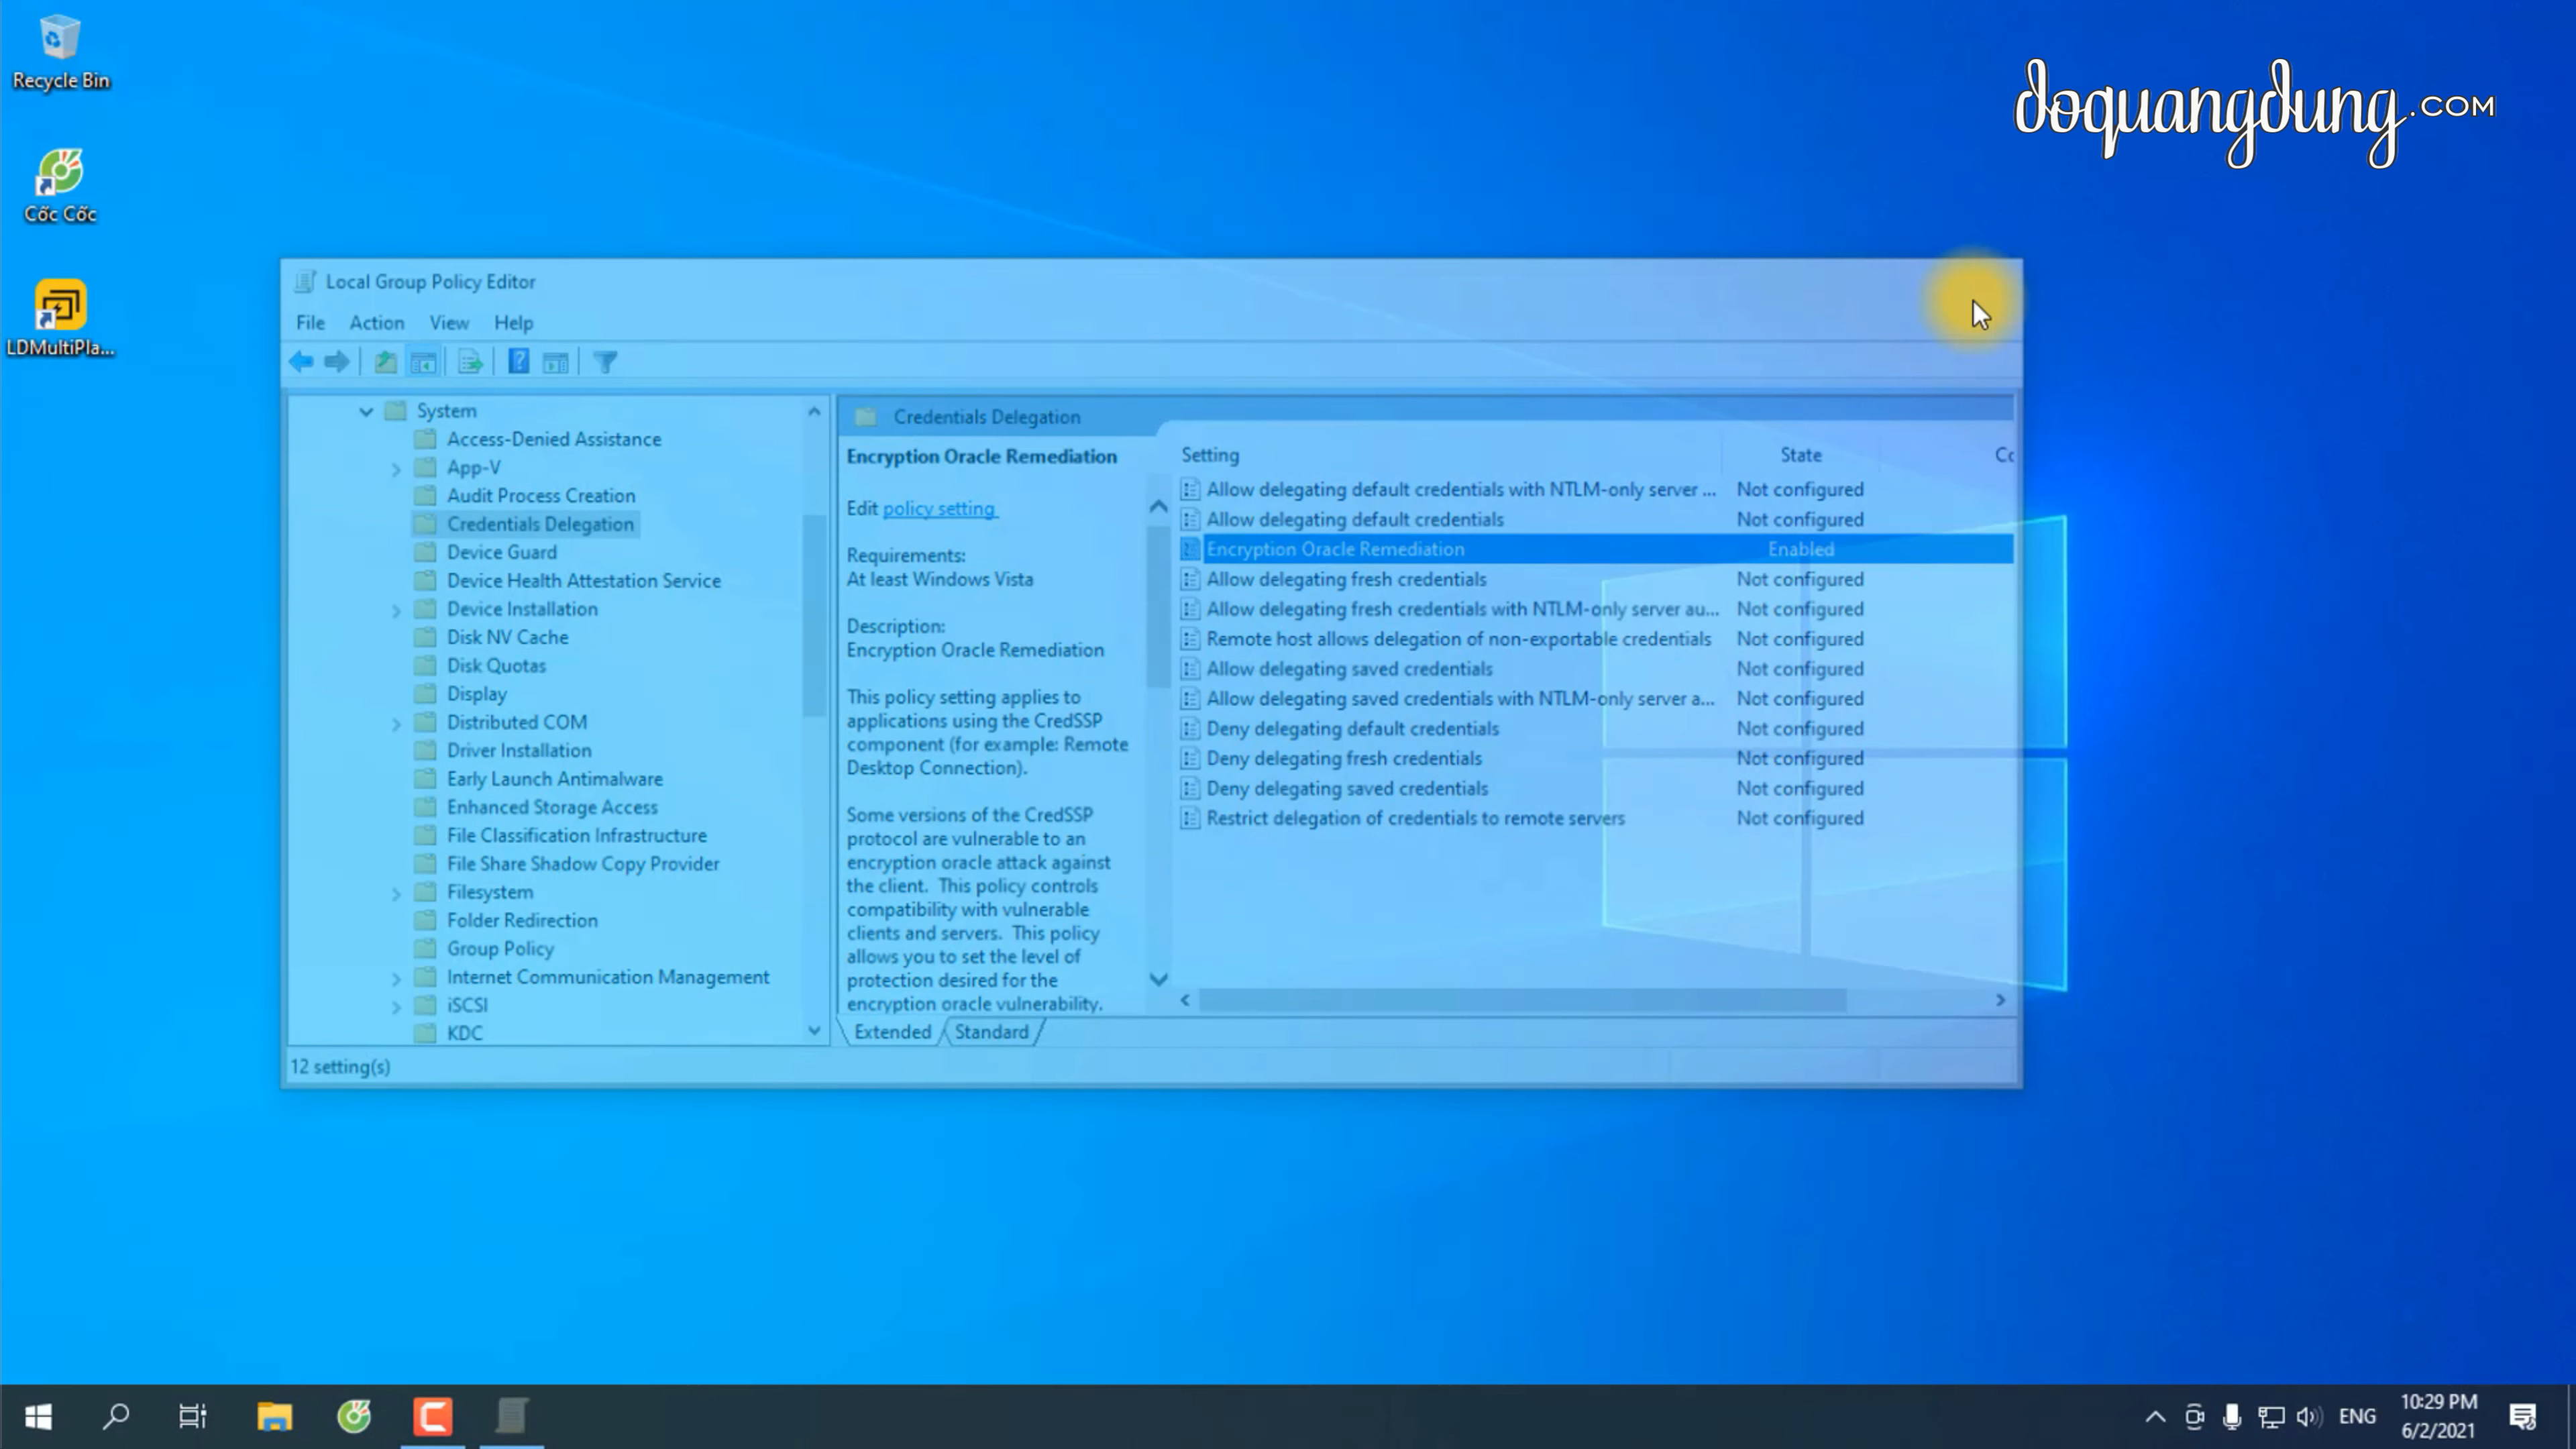 Recycle Bin
Cốc Cốc
LDMultiPla...
doquangdung.COM
Local Group Policy Editor
File Action View Help
System
Access-Denied Assistance
App-V
Audit Process Creation
Credentials Delegation
Device Guard
Device Health Attestation Service
Device Installation
Disk NV Cache
Disk Quotas
Display
Distributed COM
Driver Installation
Early Launch Antimalware
Enhanced Storage Access
File Classification Infrastructure
File Share Shadow Copy Provider
Filesystem
Folder Redirection
Group Policy
Internet Communication Management
iSCSI
KDC
Credentials Delegation
Encryption Oracle Remediation
Edit policy setting
Requirements:
At least Windows Vista
Description:
Encryption Oracle Remediation
This policy setting applies to
applications using the CredSSP
component (for example: Remote
Desktop Connection).
Some versions of the CredSSP
protocol are vulnerable to an
encryption oracle attack against
the client.  This policy controls
compatibility with vulnerable
clients and servers.  This policy
allows you to set the level of
protection desired for the
encryption oracle vulnerability.
Setting State Co
Allow delegating default credentials with NTLM-only server ... Not configured
Allow delegating default credentials Not configured
Encryption Oracle Remediation Enabled
Allow delegating fresh credentials Not configured
Allow delegating fresh credentials with NTLM-only server au... Not configured
Remote host allows delegation of non-exportable credentials Not configured
Allow delegating saved credentials Not configured
Allow delegating saved credentials with NTLM-only server a... Not configured
Deny delegating default credentials Not configured
Deny delegating fresh credentials Not configured
Deny delegating saved credentials Not configured
Restrict delegation of credentials to remote servers Not configured
Extended Standard
12 setting(s)
ENG
10:29 PM
6/2/2021